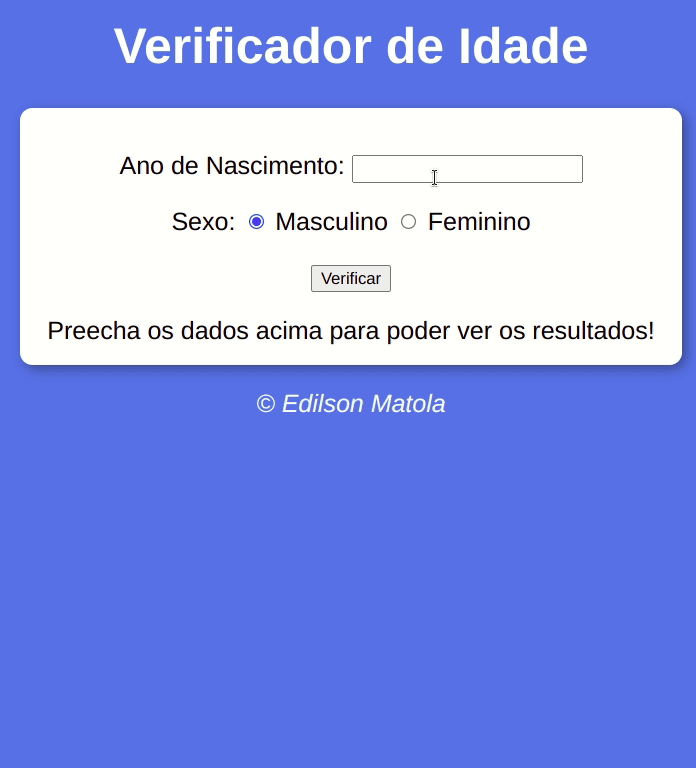 Verificador de Idade
Ano de Nascimento:
Sexo: Masculino Feminino
Verificar
Preecha os dados acima para poder ver os resultados!
© Edilson Matola